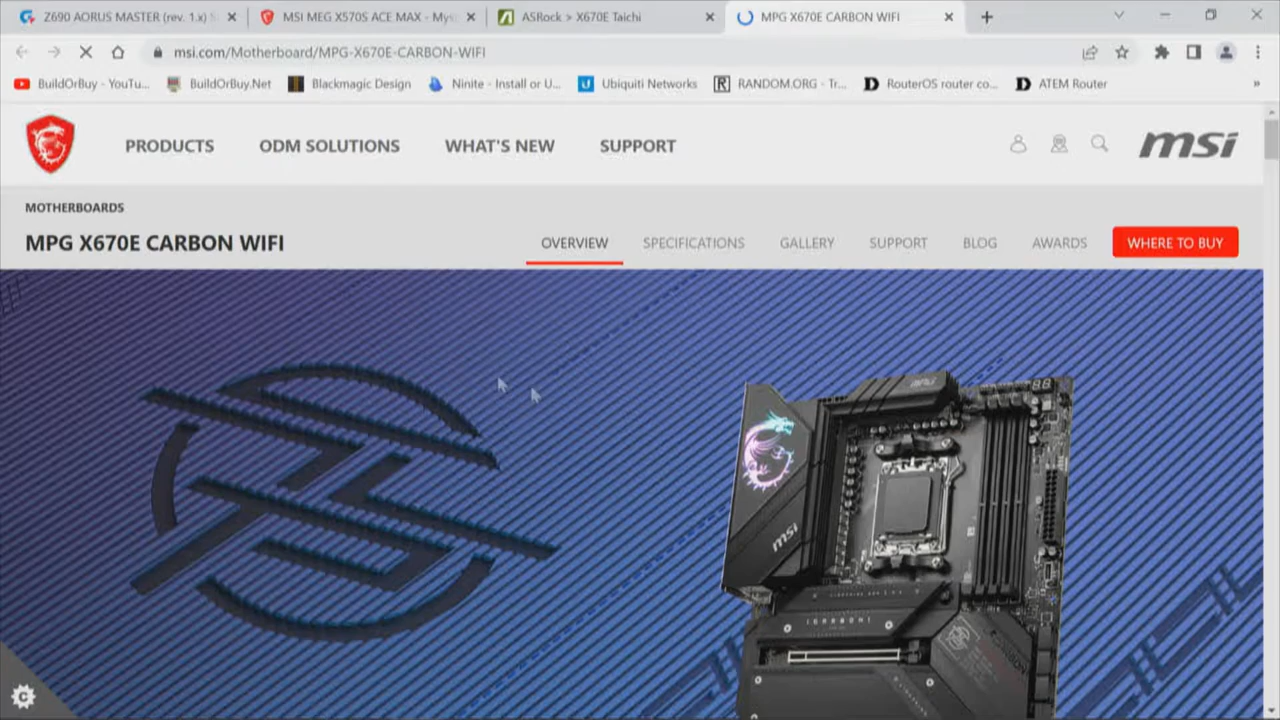 Z690 AORUS MASTER (rev. 1.x)
MSI MEG X570S ACE MAX - Mys
ASRock > X670E Taichi
MPG X670E CARBON WIFI
msi.com/Motherboard/MPG-X670E-CARBON-WIFI
BuildOrBuy - YouTu...
BuildOrBuy.Net
Blackmagic Design
Ninite - Install or U...
Ubiquiti Networks
RANDOM.ORG - Tr...
RouterOS router co...
ATEM Router
»
PRODUCTS
ODM SOLUTIONS
WHAT'S NEW
SUPPORT
msi
MOTHERBOARDS
MPG X670E CARBON WIFI
OVERVIEW
SPECIFICATIONS
GALLERY
SUPPORT
BLOG
AWARDS
WHERE TO BUY
88
msi